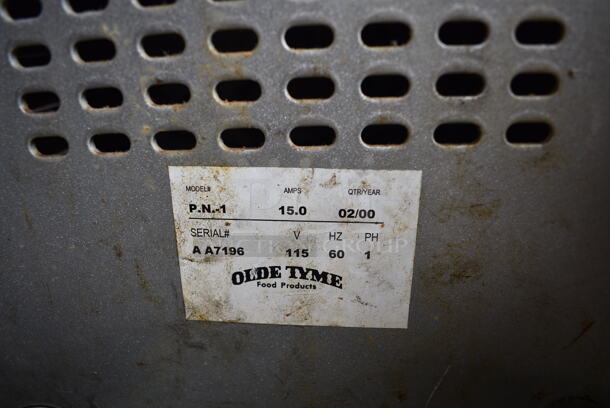 MODEL# AMPS QTR/YEAR
P.N.-1 15.0 02/00
SERIAL# V HZ PH
A A7196 115 60 1
OLDE TYME
Food Products